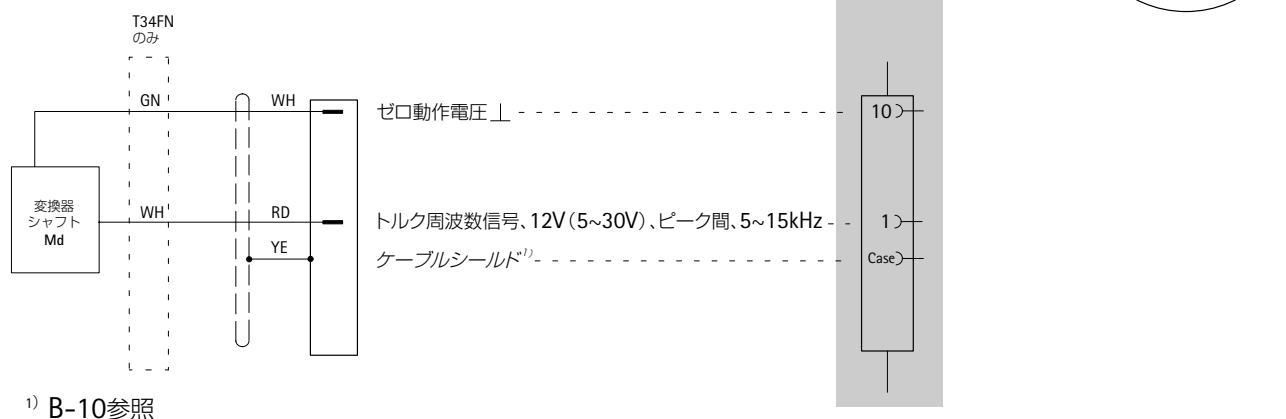 T34FN
のみ
GN WH ゼロ動作電圧⊥ 10
変換器
シャフト
Md
WH RD トルク周波数信号、12V(5~30V)、ピーク間、5~15kHz 1
YE ケーブルシールド1) Case
1) B-10参照